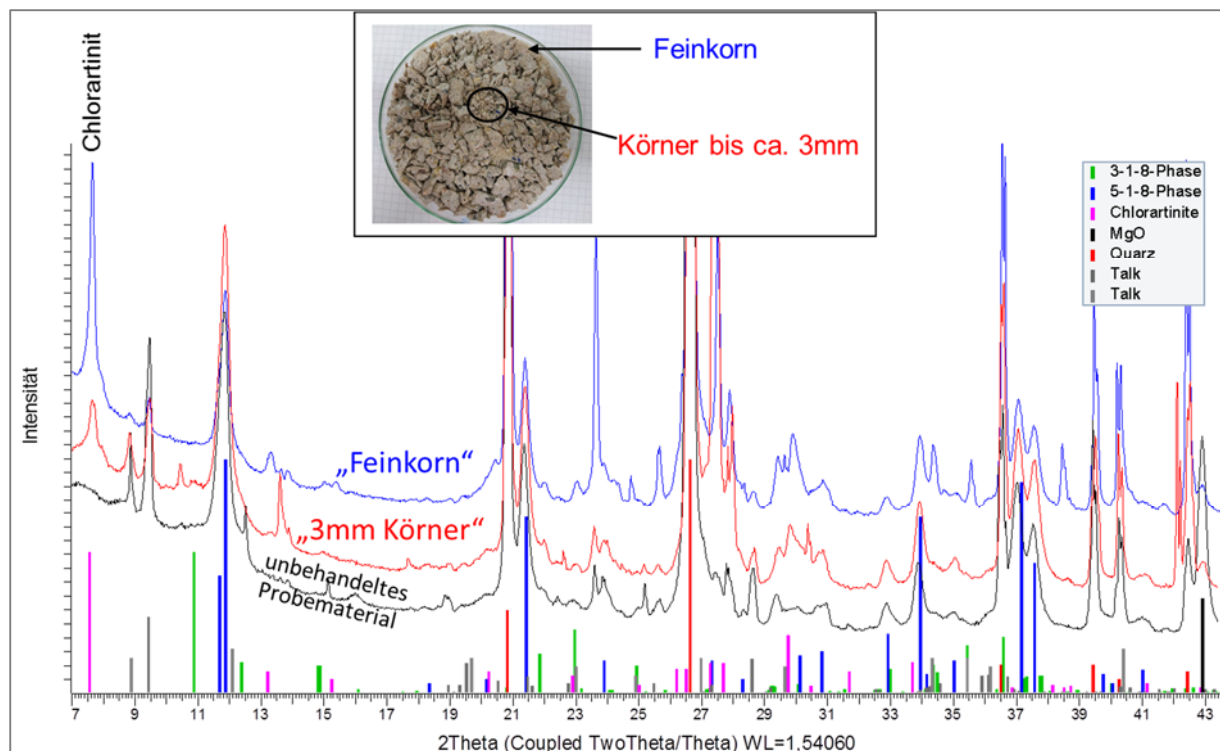 Feinkorn
Körner bis ca. 3mm
Chlorartinit
3-1-8-Phase
5-1-8-Phase
Chlorartinite
MgO
Quarz
Talk
Talk
Intensität
„Feinkorn“
„3mm Körner“
unbehandeltes
Probematerial
7 9 11 13 15 17 19 21 23 25 27 29 31 33 35 37 39 41 43
2Theta (Coupled TwoTheta/Theta) WL=1,54060